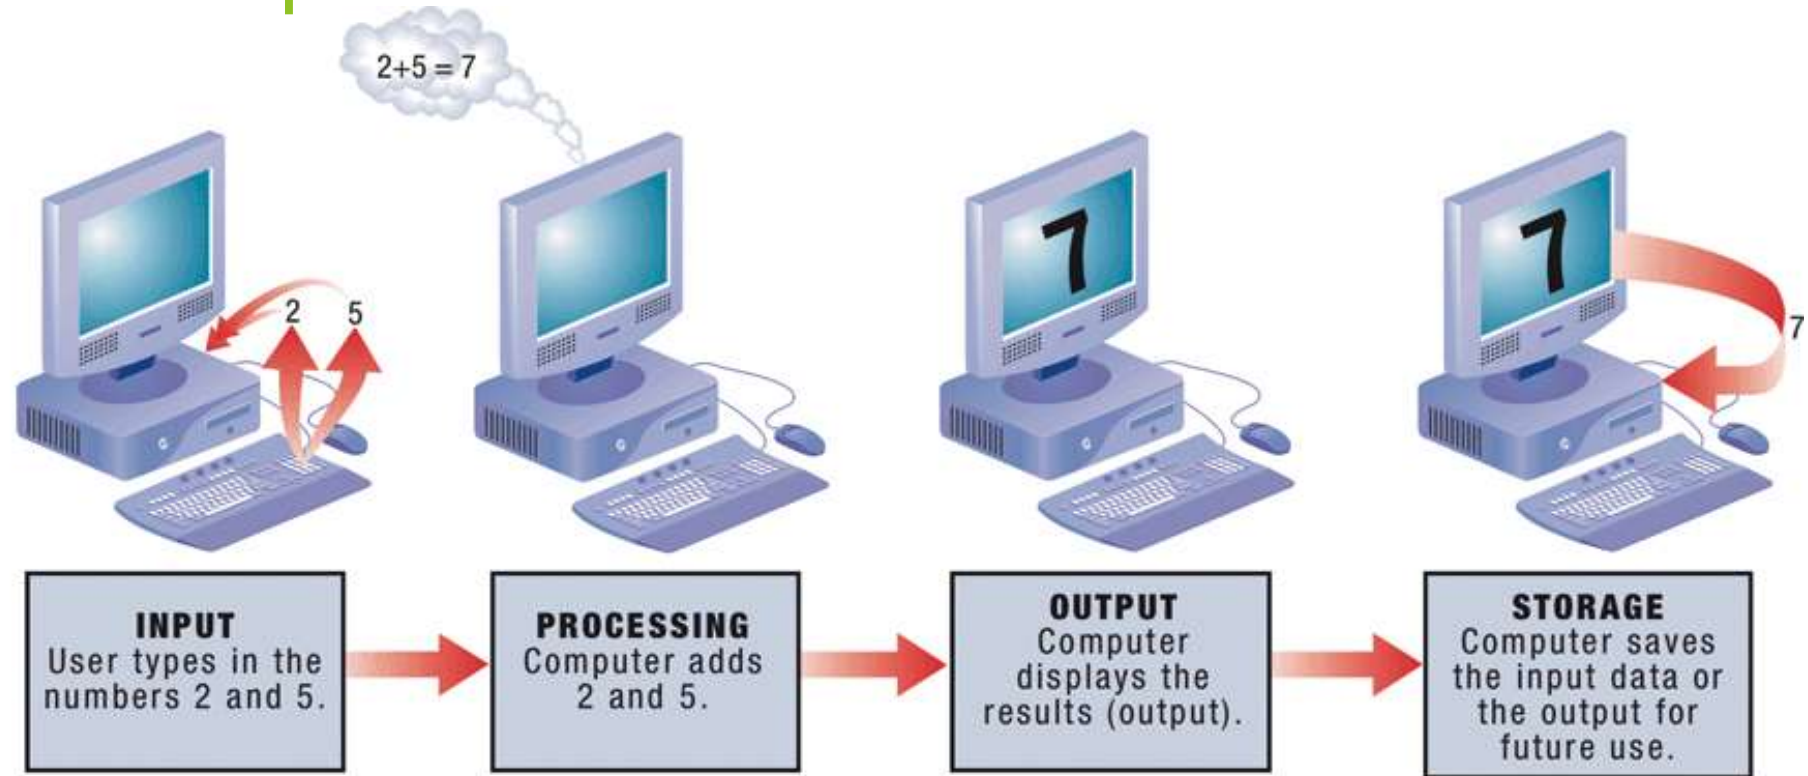 2+5 = 7
2
5
7
7
7
INPUT
User types in the
numbers 2 and 5.
PROCESSING
Computer adds
2 and 5.
OUTPUT
Computer
displays the
results (output).
STORAGE
Computer saves
the input data or
the output for
future use.